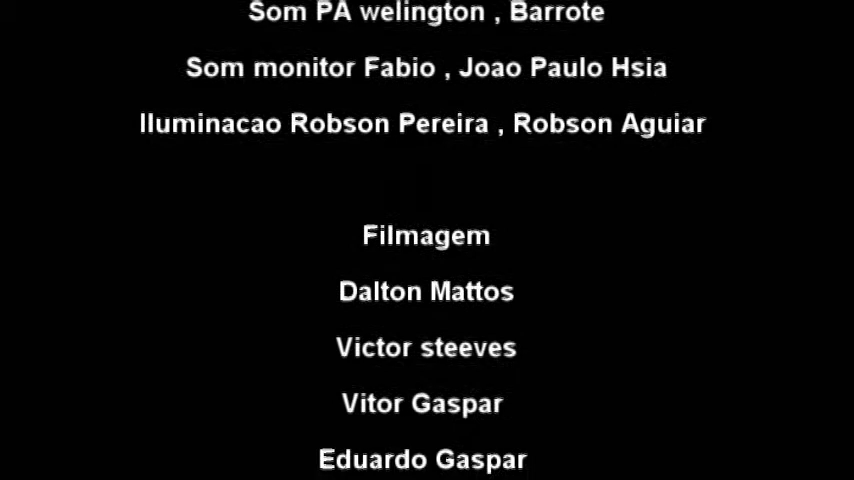 Som PA welington , Barrote
Som monitor Fabio , Joao Paulo Hsia
Iluminacao Robson Pereira , Robson Aguiar
Filmagem
Dalton Mattos
Victor steeves
Vitor Gaspar
Eduardo Gaspar